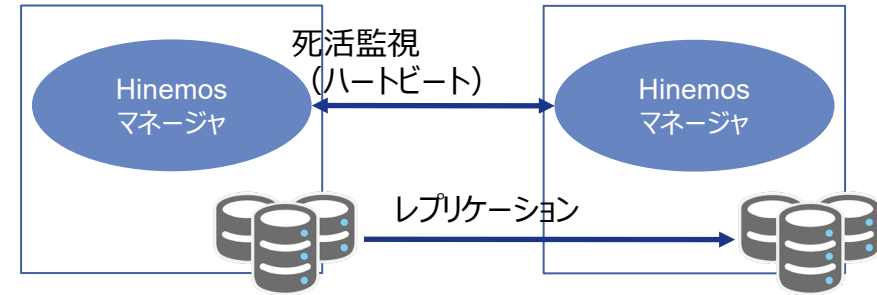 死活監視
（ハートビート）
Hinemos
マネージャ
Hinemos
マネージャ
レプリケーション